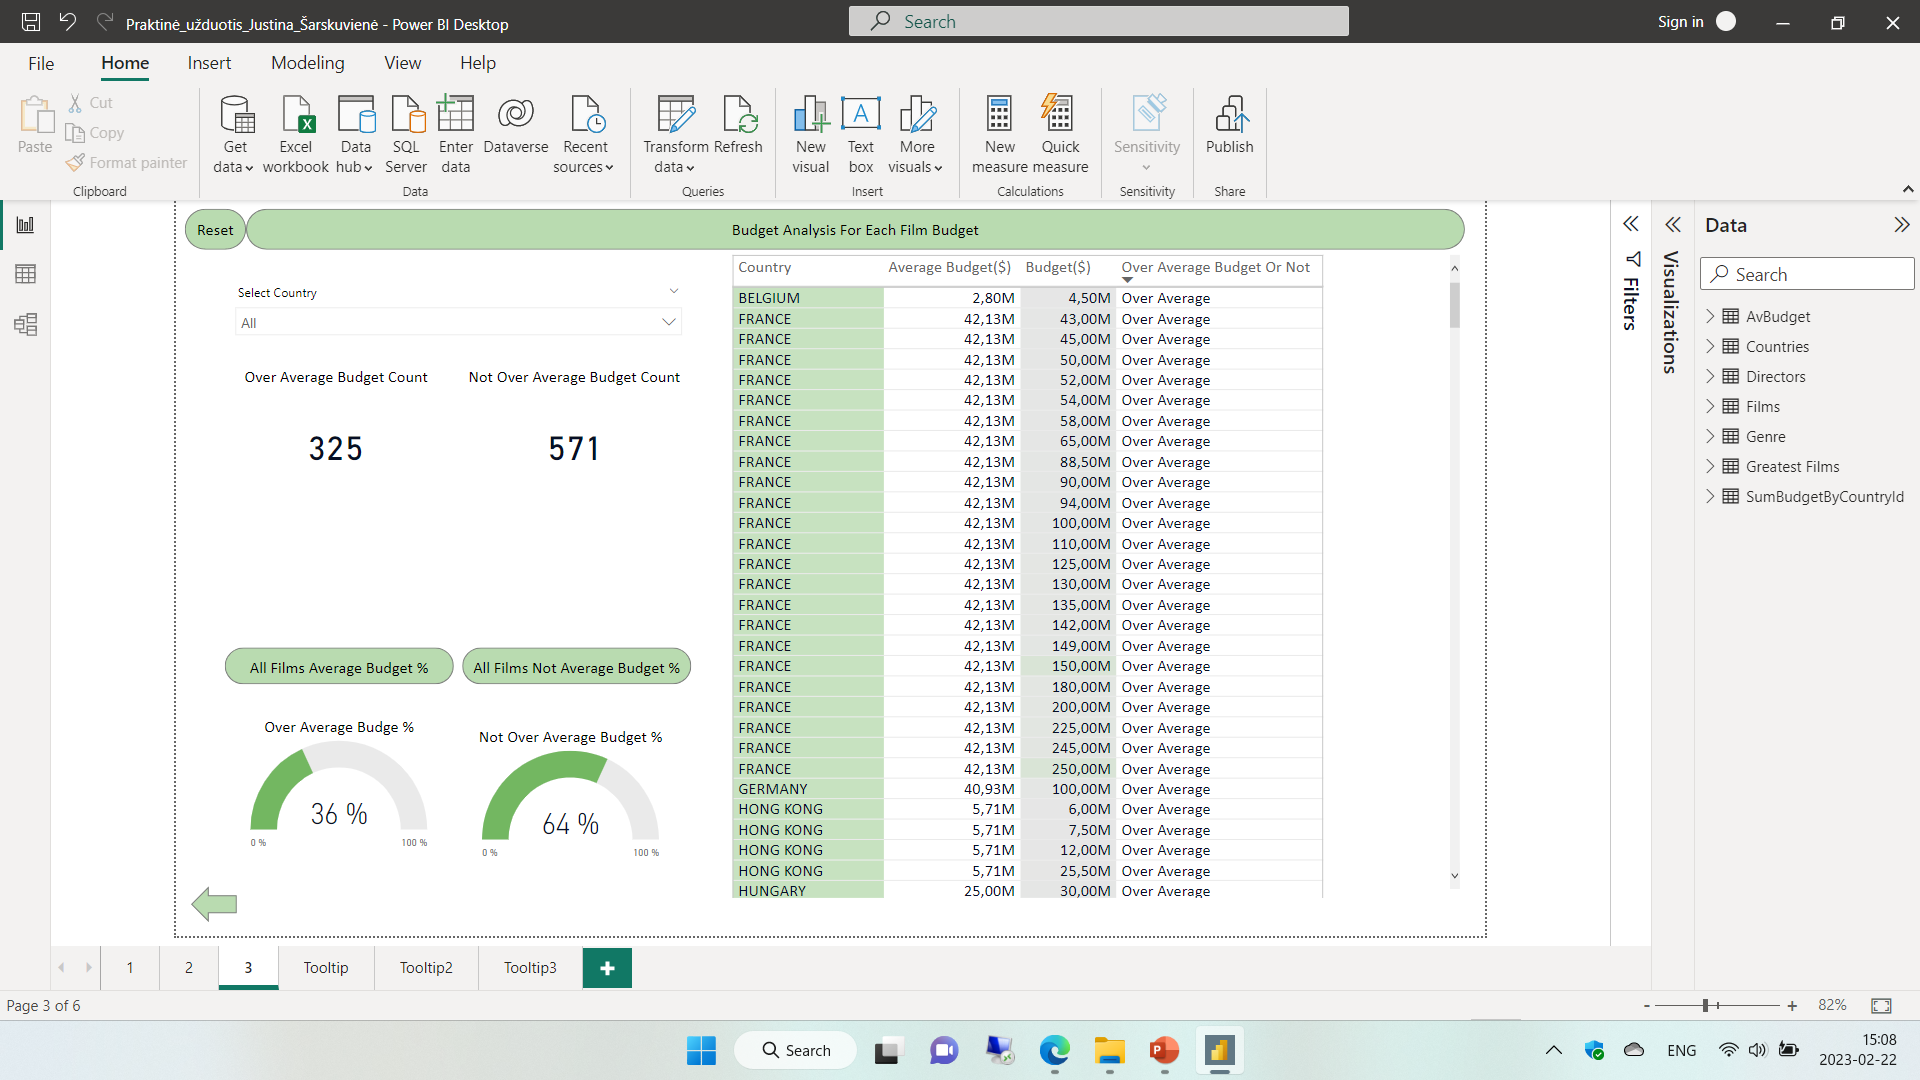 Praktinė_užduotis_Justina_Šarskuvienė - Power BI Desktop
Search
Sign in
File
Home
Insert
Modeling
View
Help
Paste
Cut
Copy
Format painter
Clipboard
Get data
Excel workbook
Data hub
SQL Server
Enter data
Dataverse
Recent sources
Data
Transform data
Refresh
Queries
New visual
Text box
More visuals
Insert
New measure
Quick measure
Calculations
Sensitivity
Sensitivity
Publish
Share
Reset
Budget Analysis For Each Film Budget
Select Country
All
Over Average Budget Count
Not Over Average Budget Count
325
571
All Films Average Budget %
All Films Not Average Budget %
Over Average Budge %
36 %
0 %
100 %
Not Over Average Budget %
64 %
0 %
100 %
Country Average Budget($) Budget($) Over Average Budget Or Not
BELGIUM 2,80M 4,50M Over Average
FRANCE 42,13M 43,00M Over Average
FRANCE 42,13M 45,00M Over Average
FRANCE 42,13M 50,00M Over Average
FRANCE 42,13M 52,00M Over Average
FRANCE 42,13M 54,00M Over Average
FRANCE 42,13M 58,00M Over Average
FRANCE 42,13M 65,00M Over Average
FRANCE 42,13M 88,50M Over Average
FRANCE 42,13M 90,00M Over Average
FRANCE 42,13M 94,00M Over Average
FRANCE 42,13M 100,00M Over Average
FRANCE 42,13M 110,00M Over Average
FRANCE 42,13M 125,00M Over Average
FRANCE 42,13M 130,00M Over Average
FRANCE 42,13M 135,00M Over Average
FRANCE 42,13M 142,00M Over Average
FRANCE 42,13M 149,00M Over Average
FRANCE 42,13M 150,00M Over Average
FRANCE 42,13M 180,00M Over Average
FRANCE 42,13M 200,00M Over Average
FRANCE 42,13M 225,00M Over Average
FRANCE 42,13M 245,00M Over Average
FRANCE 42,13M 250,00M Over Average
GERMANY 40,93M 100,00M Over Average
HONG KONG 5,71M 6,00M Over Average
HONG KONG 5,71M 7,50M Over Average
HONG KONG 5,71M 12,00M Over Average
HONG KONG 5,71M 25,50M Over Average
HUNGARY 25,00M 30,00M Over Average
Filters
Visualizations
Data
Search
AvBudget
Countries
Directors
Films
Genre
Greatest Films
SumBudgetByCountryId
1
2
3
Tooltip
Tooltip2
Tooltip3
Page 3 of 6
82%
Search
ENG
15:08
2023-02-22